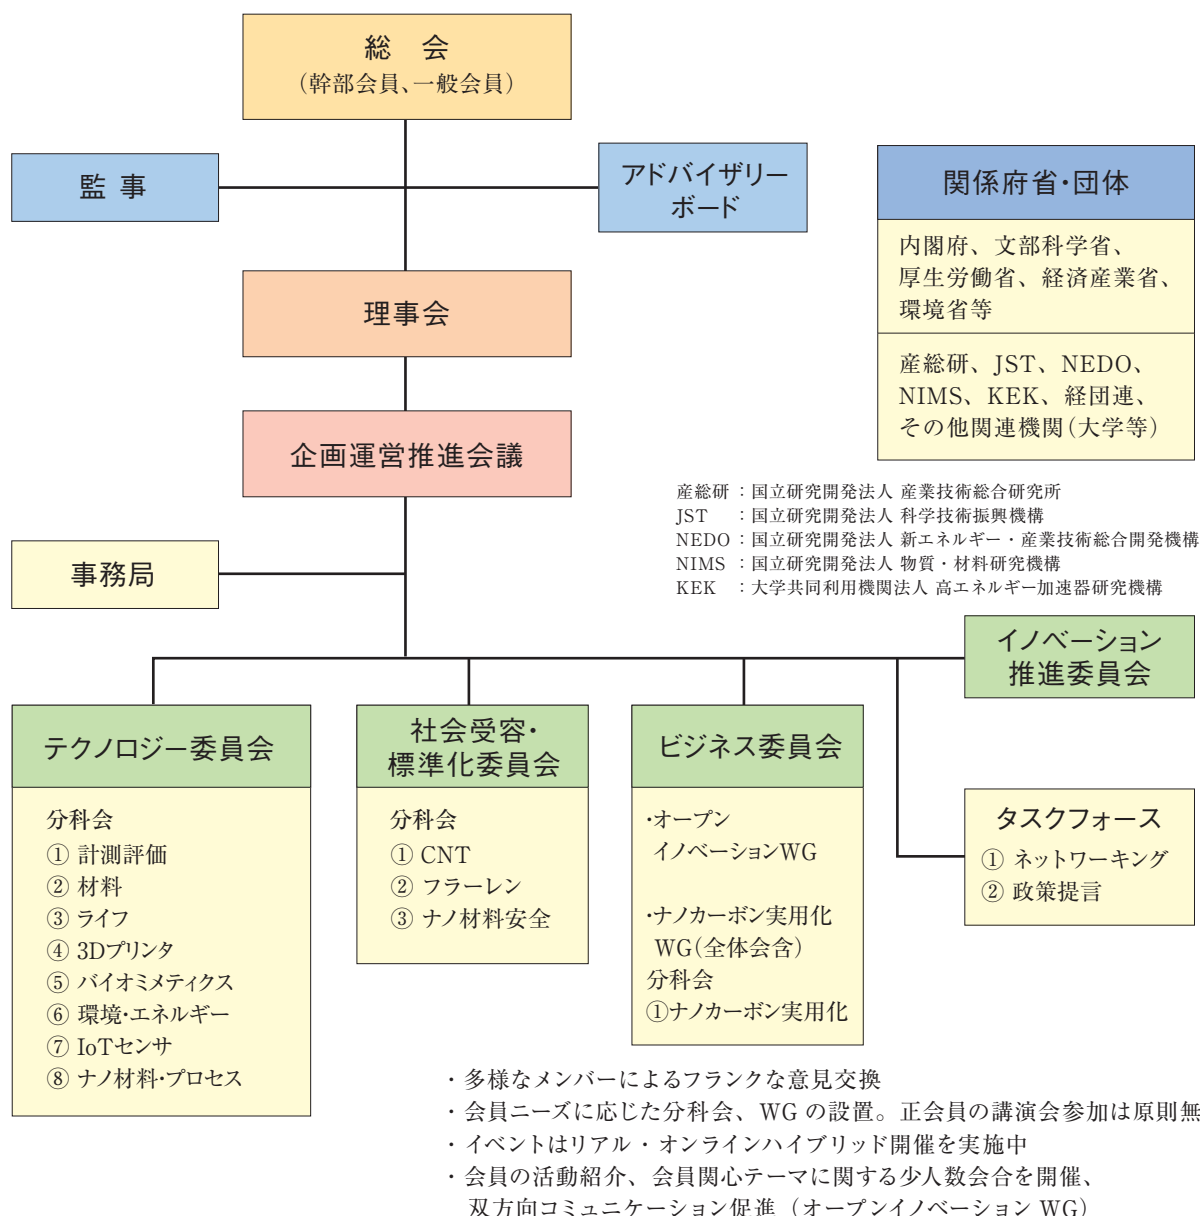 総　会
（幹部会員、一般会員）
監 事
アドバイザリー
ボード
関係府省・団体
内閣府、文部科学省、
厚生労働省、経済産業省、
環境省等
産総研、JST、NEDO、
NIMS、KEK、経団連、
その他関連機関（大学等）
理事会
企画運営推進会議
産総研 ：国立研究開発法人 産業技術総合研究所
JST ：国立研究開発法人 科学技術振興機構
NEDO ：国立研究開発法人 新エネルギー・産業技術総合開発機構
NIMS ：国立研究開発法人 物質・材料研究機構
KEK ：大学共同利用機関法人 高エネルギー加速器研究機構
事務局
イノベーション
推進委員会
テクノロジー委員会
分科会
① 計測評価
② 材料
③ ライフ
④ 3Dプリンタ
⑤ バイオミメティクス
⑥ 環境・エネルギー
⑦ IoTセンサ
⑧ ナノ材料・プロセス
社会受容・
標準化委員会
分科会
① CNT
② フラーレン
③ ナノ材料安全
ビジネス委員会
・オープン
イノベーションWG
・ナノカーボン実用化
WG（全体会含）
分科会
①ナノカーボン実用化
タスクフォース
① ネットワーキング
② 政策提言
・多様なメンバーによるフランクな意見交換
・会員ニーズに応じた分科会、WG の設置。正会員の講演会参加は原則無
・イベントはリアル・オンラインハイブリッド開催を実施中
・会員の活動紹介、会員関心テーマに関する少人数会合を開催、
双方向コミュニケーション促進（オープンイノベーション WG）